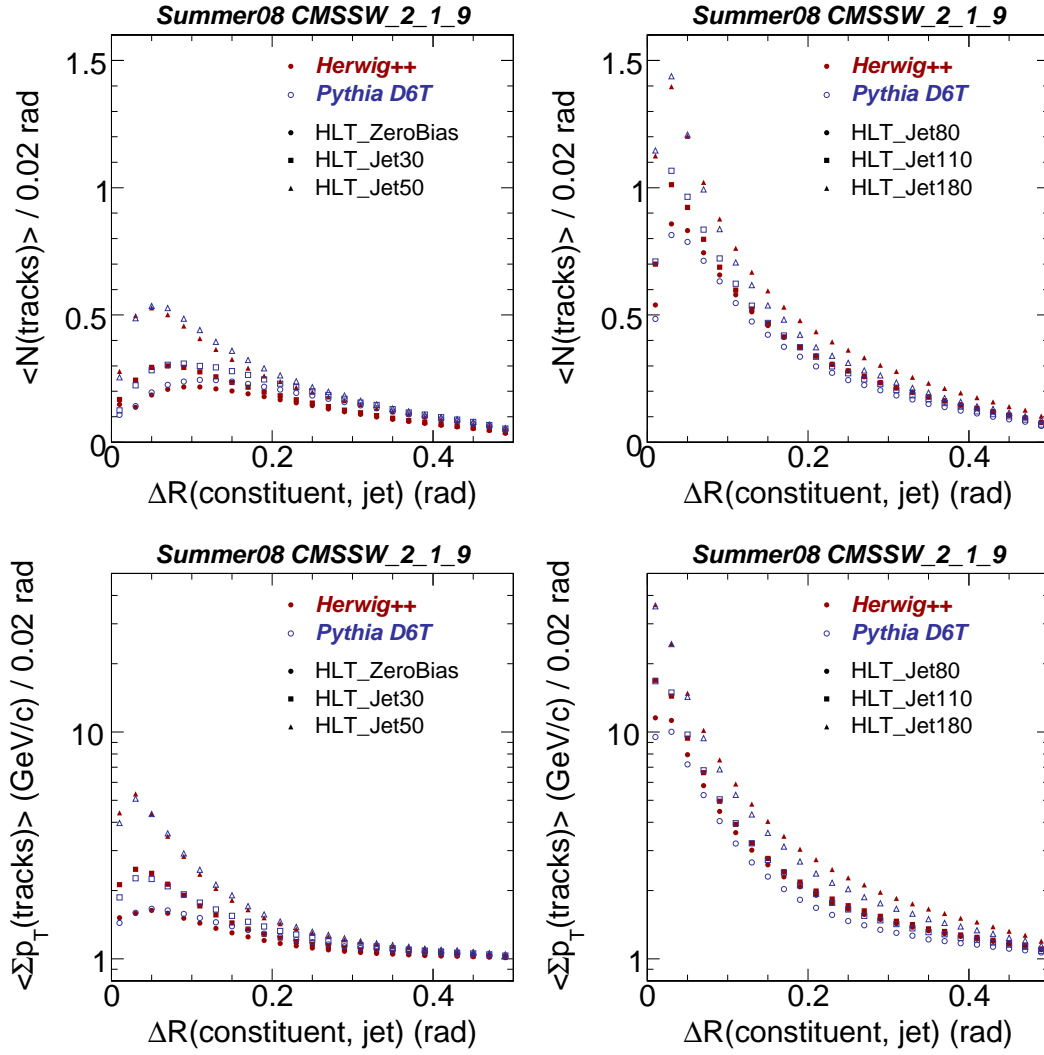 Summer08 CMSSW_2_1_9
<N(tracks)> / 0.02 rad
1.5
1
0.5
0
Herwig++
Pythia D6T
HLT_ZeroBias
HLT_Jet30
HLT_Jet50
0.2
0.4
ΔR(constituent, jet) (rad)
Summer08 CMSSW_2_1_9
<N(tracks)> / 0.02 rad
1.5
1
0.5
0
Herwig++
Pythia D6T
HLT_Jet80
HLT_Jet110
HLT_Jet180
0.2
0.4
ΔR(constituent, jet) (rad)
Summer08 CMSSW_2_1_9
<Σp_T(tracks)> (GeV/c) / 0.02 rad
10
1
Herwig++
Pythia D6T
HLT_ZeroBias
HLT_Jet30
HLT_Jet50
0
0.2
0.4
ΔR(constituent, jet) (rad)
Summer08 CMSSW_2_1_9
<Σp_T(tracks)> (GeV/c) / 0.02 rad
10
1
Herwig++
Pythia D6T
HLT_Jet80
HLT_Jet110
HLT_Jet180
0
0.2
0.4
ΔR(constituent, jet) (rad)